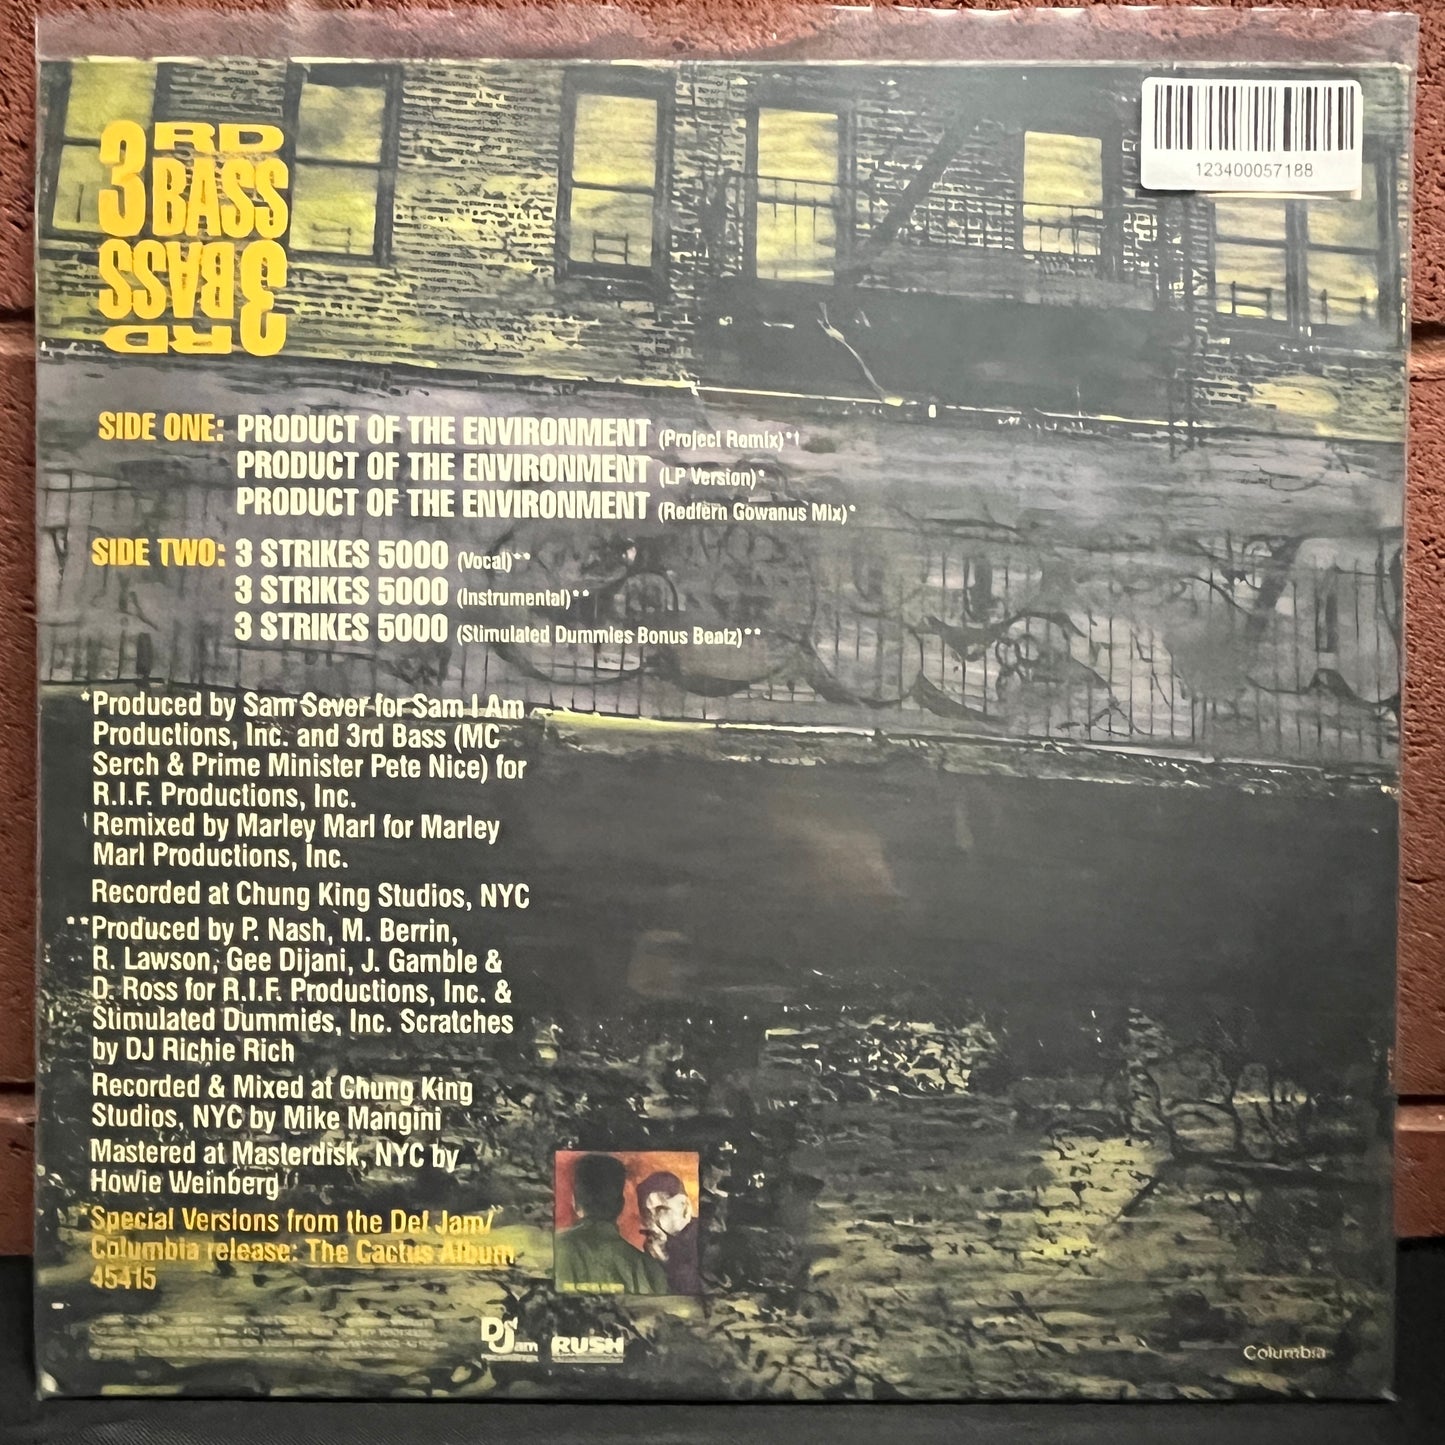 123400057188
3RD BASS
3RD BASS
SIDE ONE: PRODUCT OF THE ENVIRONMENT (Project Remix)*†
PRODUCT OF THE ENVIRONMENT (LP Version)*
PRODUCT OF THE ENVIRONMENT (Redfern Gowanus Mix)*
SIDE TWO: 3 STRIKES 5000 (Vocal)**
3 STRIKES 5000 (Instrumental)**
3 STRIKES 5000 (Stimulated Dummies Bonus Beatz)**
*Produced by Sam Sever for Sam I Am
Productions, Inc. and 3rd Bass (MC
Serch & Prime Minister Pete Nice) for
R.I.F. Productions, Inc.
†Remixed by Marley Marl for Marley
Marl Productions, Inc.
Recorded at Chung King Studios, NYC
**Produced by P. Nash, M. Berrin,
R. Lawson, Gee Dijani, J. Gamble &
D. Ross for R.I.F. Productions, Inc. &
Stimulated Dummies, Inc. Scratches
by DJ Richie Rich
Recorded & Mixed at Chung King
Studios, NYC by Mike Mangini
Mastered at Masterdisk, NYC by
Howie Weinberg
*Special Versions from the Def Jam/
Columbia release: The Cactus Album
45415
Def Jam
RUSH
Columbia